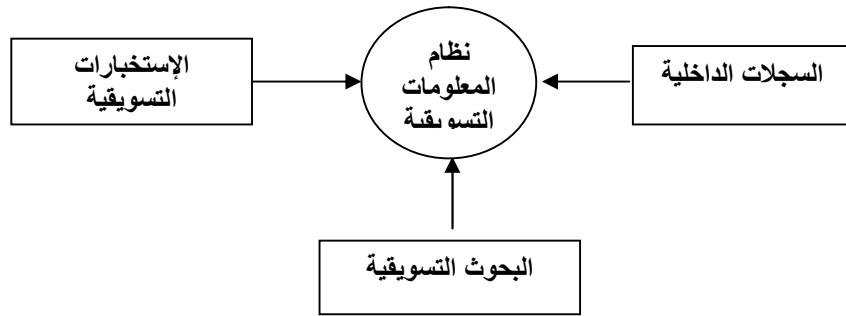 نظام
المعلومات
التسويقية
السجلات الداخلية
الإستخبارات
التسويقية
البحوث التسويقية